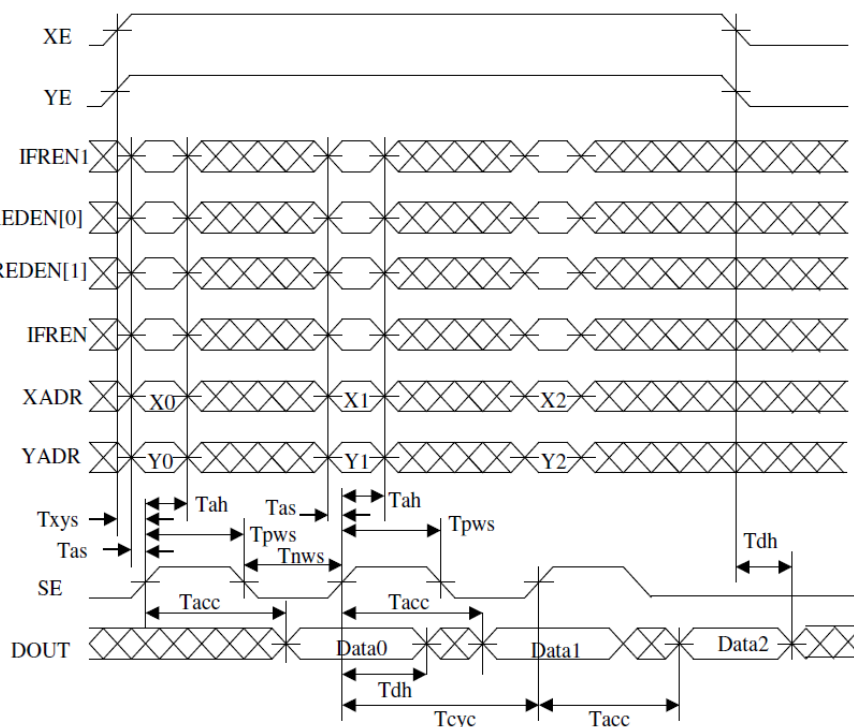 XE
YE
IFREN1
REDEN[0]
REDEN[1]
IFREN
XADR X0 X1 X2
YADR Y0 Y1 Y2
Tah Tas Tah
Txys Tpws Tpws
Tas Tnws Tdh
SE
Tacc Tacc
DOUT Data0 Data1 Data2
Tdh
Tcyc Tacc